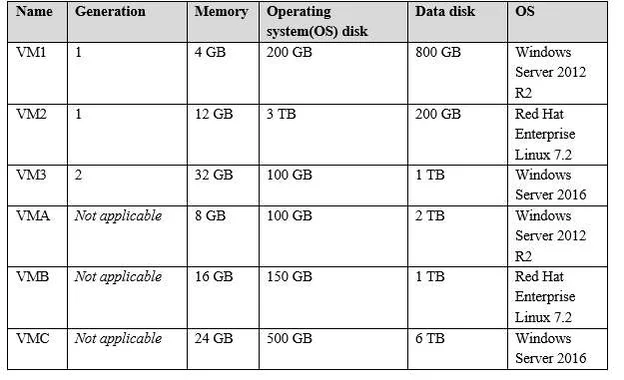 Name Generation Memory Operating system(OS) disk Data disk OS
VM1 1 4 GB 200 GB 800 GB Windows Server 2012 R2
VM2 1 12 GB 3 TB 200 GB Red Hat Enterprise Linux 7.2
VM3 2 32 GB 100 GB 1 TB Windows Server 2016
VMA Not applicable 8 GB 100 GB 2 TB Windows Server 2012 R2
VMB Not applicable 16 GB 150 GB 1 TB Red Hat Enterprise Linux 7.2
VMC Not applicable 24 GB 500 GB 6 TB Windows Server 2016